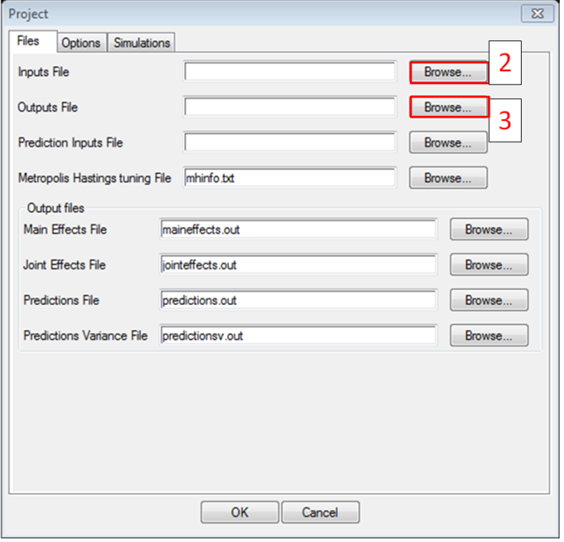 Project
Files Options Simulations
Inputs File Browse... 2
Outputs File Browse... 3
Prediction Inputs File Browse...
Metropolis Hastings tuning File mhinfo.txt Browse...
Output files
Main Effects File maineffects.out Browse...
Joint Effects File jointeffects.out Browse...
Predictions File predictions.out Browse...
Predictions Variance File predictionsv.out Browse...
OK Cancel